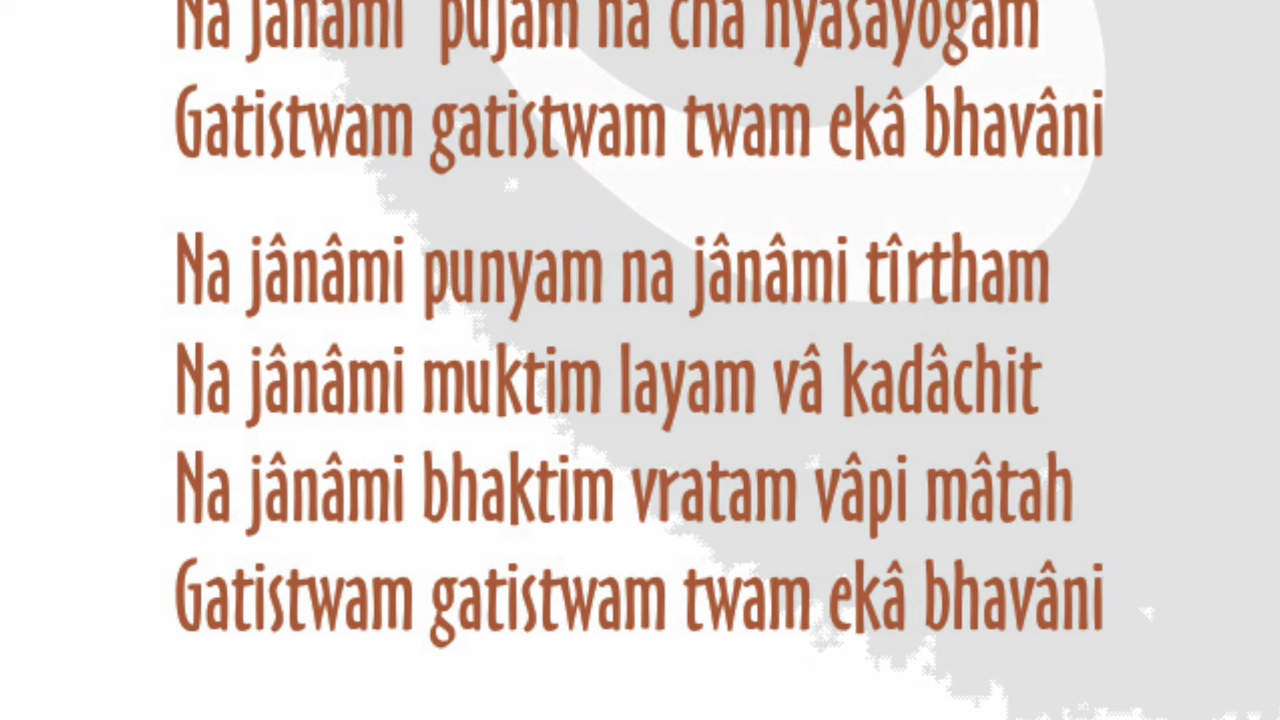 Na jânâmi pujâm na cha nyâsayogam
Gatistwam gatistwam twam ekâ bhavâni
Na jânâmi punyam na jânâmi tîrtham
Na jânâmi muktim layam vâ kadâchit
Na jânâmi bhaktim vratam vâpi mâtah
Gatistwam gatistwam twam ekâ bhavâni